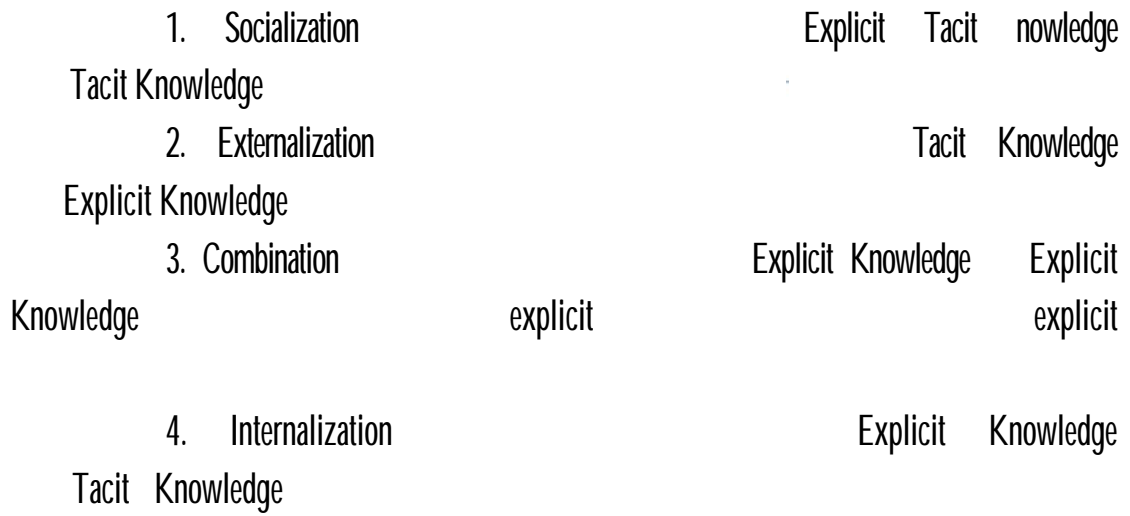 1. Socialization Explicit Tacit nowledge
Tacit Knowledge
2. Externalization Tacit Knowledge
Explicit Knowledge
3. Combination Explicit Knowledge Explicit
Knowledge explicit explicit
4. Internalization Explicit Knowledge
Tacit Knowledge